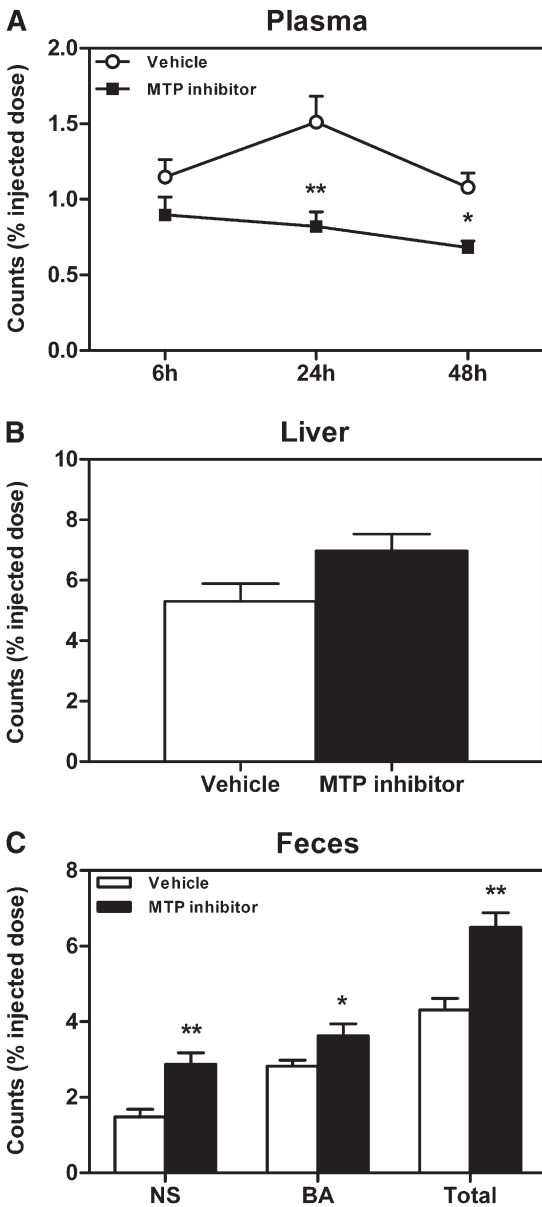 A
Plasma
Counts (% injected dose)
2.0
1.5
1.0
0.5
0.0
Vehicle
MTP inhibitor
**
*
6h
24h
48h
B
Liver
Counts (% injected dose)
10
8
6
4
2
0
Vehicle
MTP inhibitor
C
Feces
Counts (% injected dose)
8
6
4
2
0
Vehicle
MTP inhibitor
**
*
**
NS
BA
Total